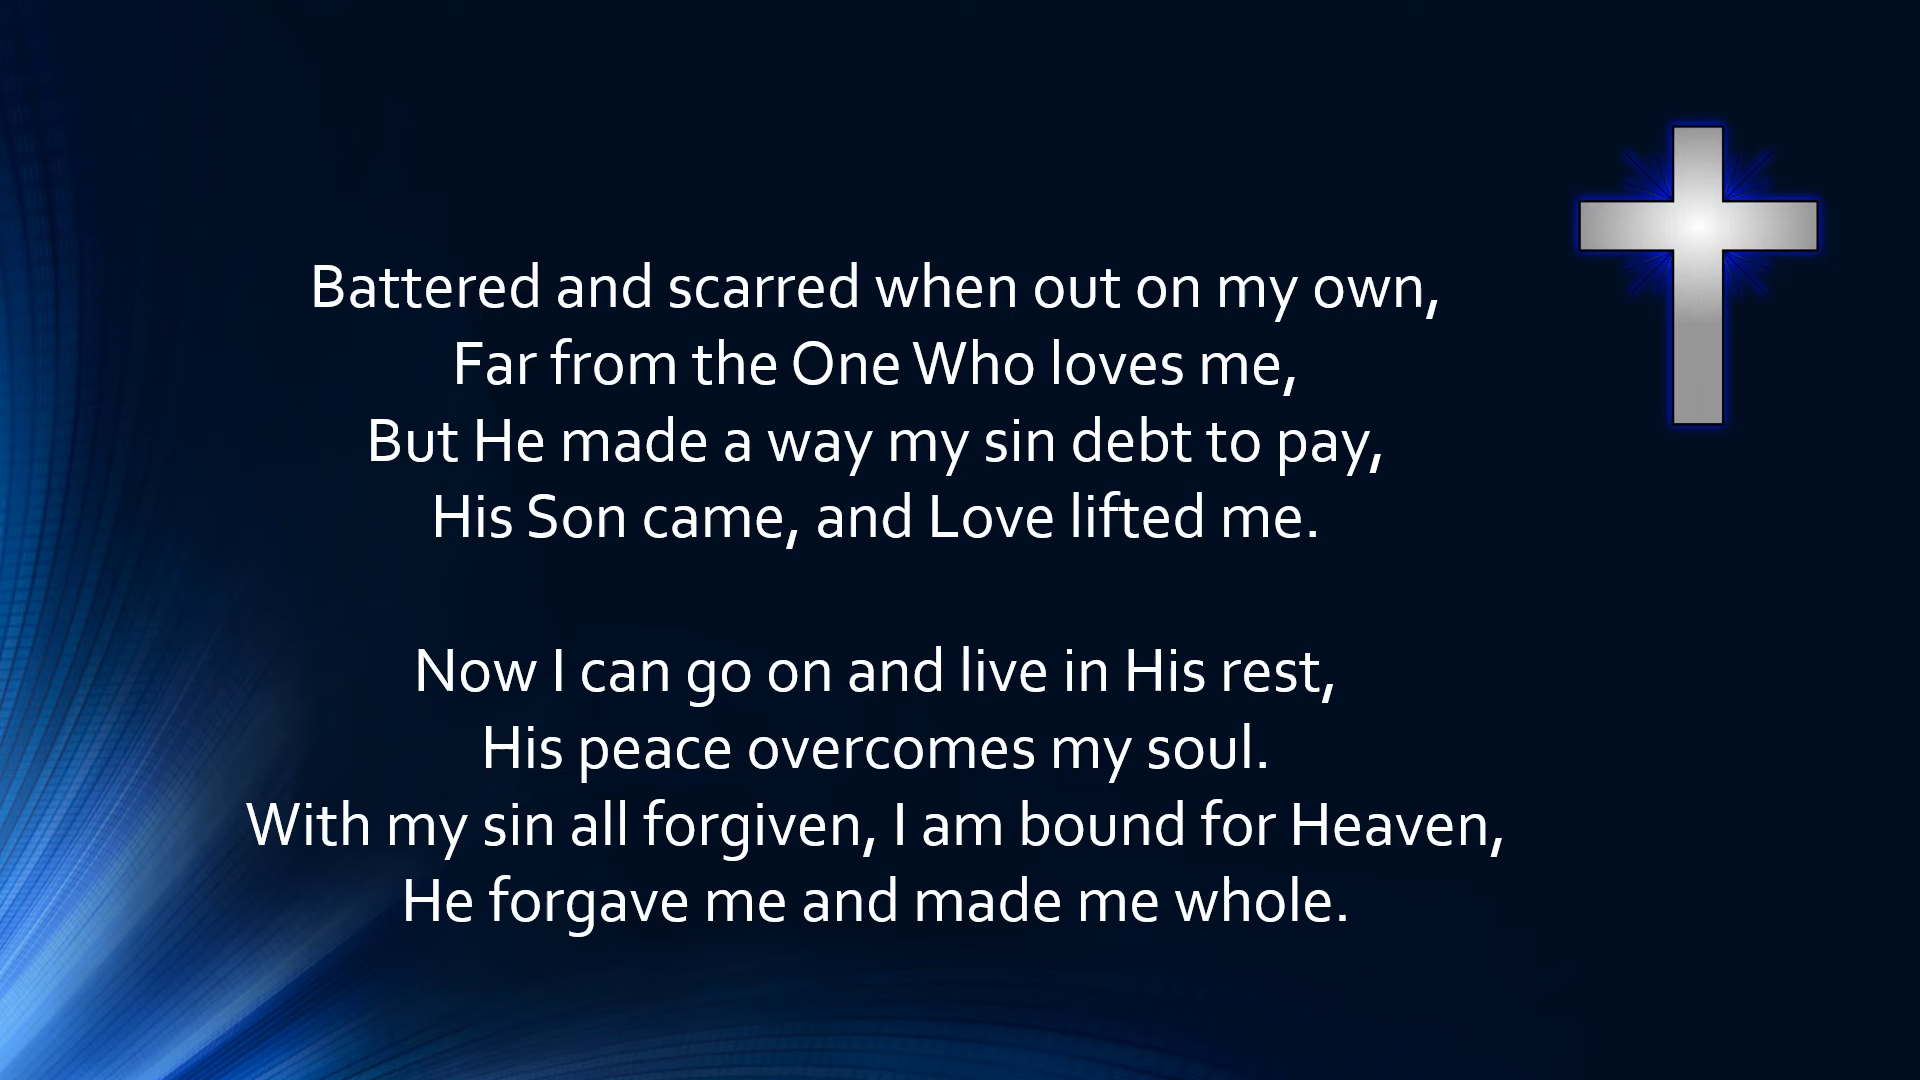 Battered and scarred when out on my own,
Far from the One Who loves me,
But He made a way my sin debt to pay,
His Son came, and Love lifted me.
Now I can go on and live in His rest,
His peace overcomes my soul.
With my sin all forgiven, I am bound for Heaven,
He forgave me and made me whole.